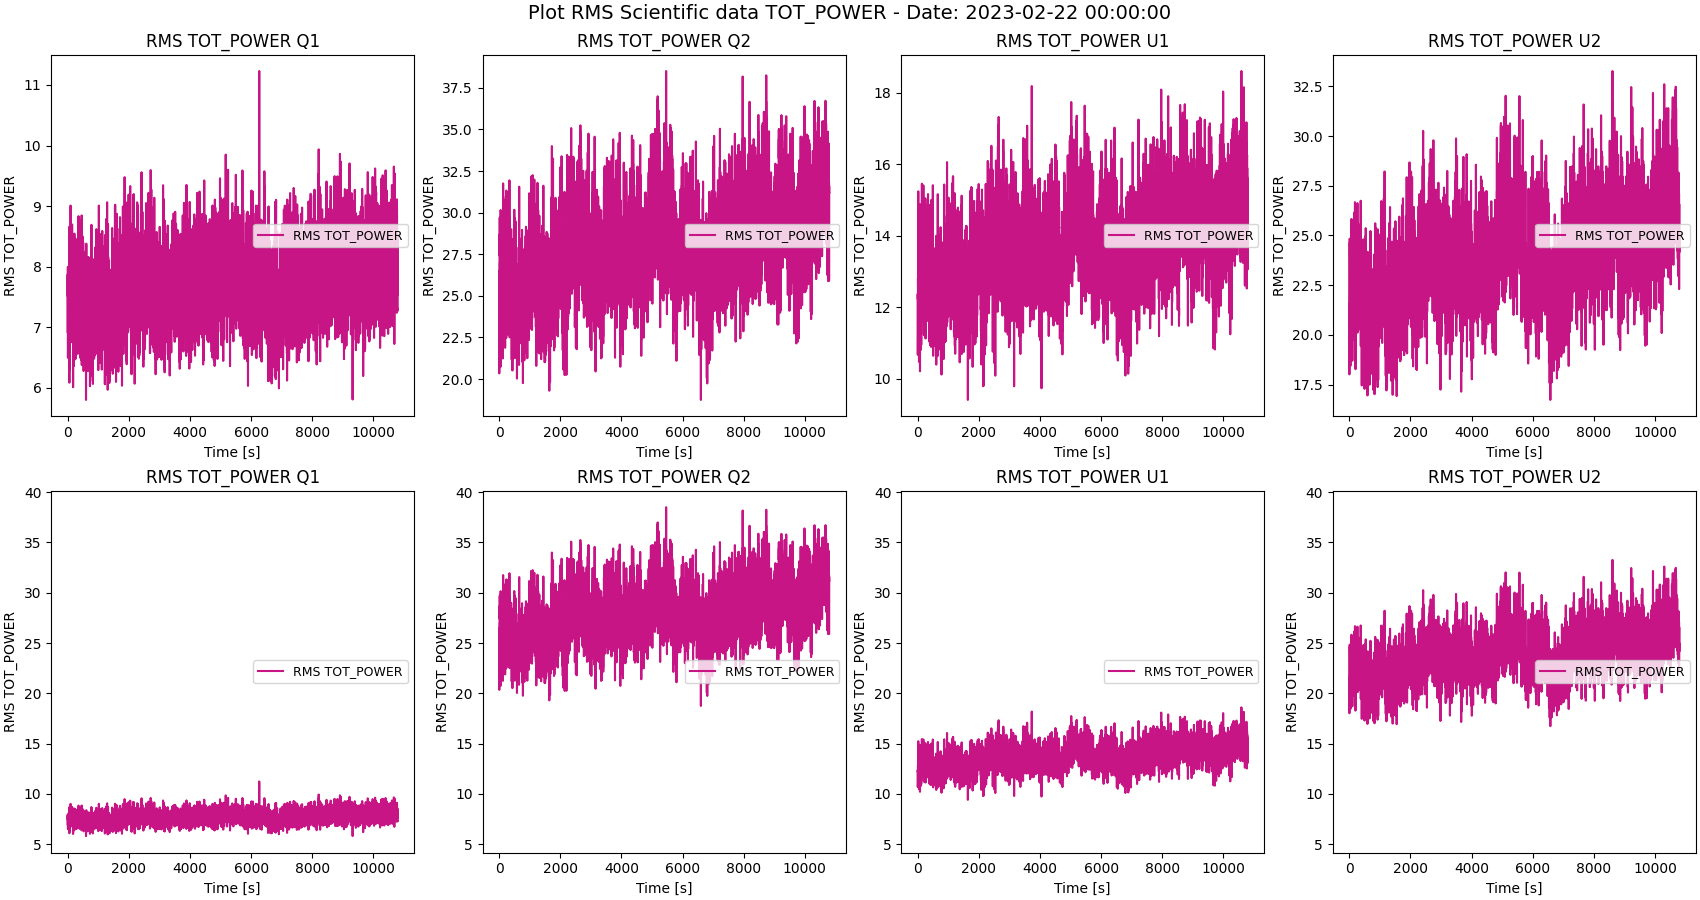 Plot RMS Scientific data TOT_POWER - Date: 2023-02-22 00:00:00
RMS TOT_POWER Q1
RMS TOT_POWER
11
10
9
8
7
6
RMS TOT_POWER
0 2000 4000 6000 8000 10000
Time [s]
RMS TOT_POWER Q2
RMS TOT_POWER
37.5
35.0
32.5
30.0
27.5
25.0
22.5
20.0
RMS TOT_POWER
0 2000 4000 6000 8000 10000
Time [s]
RMS TOT_POWER U1
RMS TOT_POWER
18
16
14
12
10
RMS TOT_POWER
0 2000 4000 6000 8000 10000
Time [s]
RMS TOT_POWER U2
RMS TOT_POWER
32.5
30.0
27.5
25.0
22.5
20.0
17.5
RMS TOT_POWER
0 2000 4000 6000 8000 10000
Time [s]
RMS TOT_POWER Q1
RMS TOT_POWER
40
35
30
25
20
15
10
5
RMS TOT_POWER
0 2000 4000 6000 8000 10000
Time [s]
RMS TOT_POWER Q2
RMS TOT_POWER
40
35
30
25
20
15
10
5
RMS TOT_POWER
0 2000 4000 6000 8000 10000
Time [s]
RMS TOT_POWER U1
RMS TOT_POWER
40
35
30
25
20
15
10
5
RMS TOT_POWER
0 2000 4000 6000 8000 10000
Time [s]
RMS TOT_POWER U2
RMS TOT_POWER
40
35
30
25
20
15
10
5
RMS TOT_POWER
0 2000 4000 6000 8000 10000
Time [s]